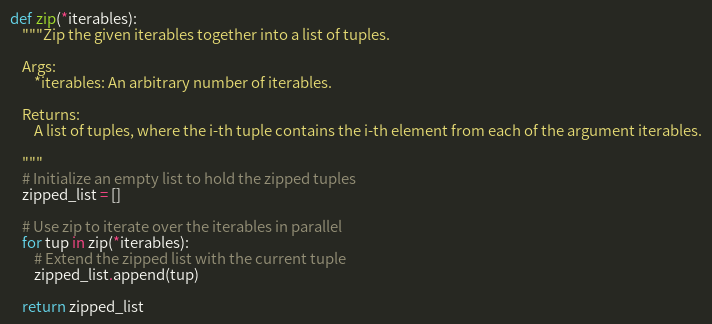 def zip(*iterables):
    """Zip the given iterables together into a list of tuples.

    Args:
        *iterables: An arbitrary number of iterables.

    Returns:
        A list of tuples, where the i-th tuple contains the i-th element from each of the argument iterables.

    """
    # Initialize an empty list to hold the zipped tuples
    zipped_list = []

    # Use zip to iterate over the iterables in parallel
    for tup in zip(*iterables):
        # Extend the zipped list with the current tuple
        zipped_list.append(tup)

    return zipped_list